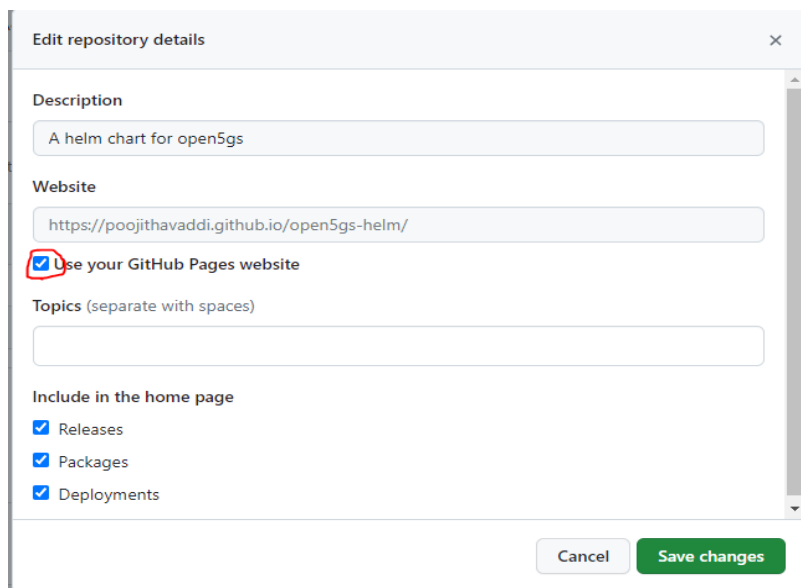 Edit repository details
Description
A helm chart for open5gs
Website
https://poojithavaddi.github.io/open5gs-helm/
Use your GitHub Pages website
Topics (separate with spaces)
Include in the home page
Releases
Packages
Deployments
Cancel Save changes